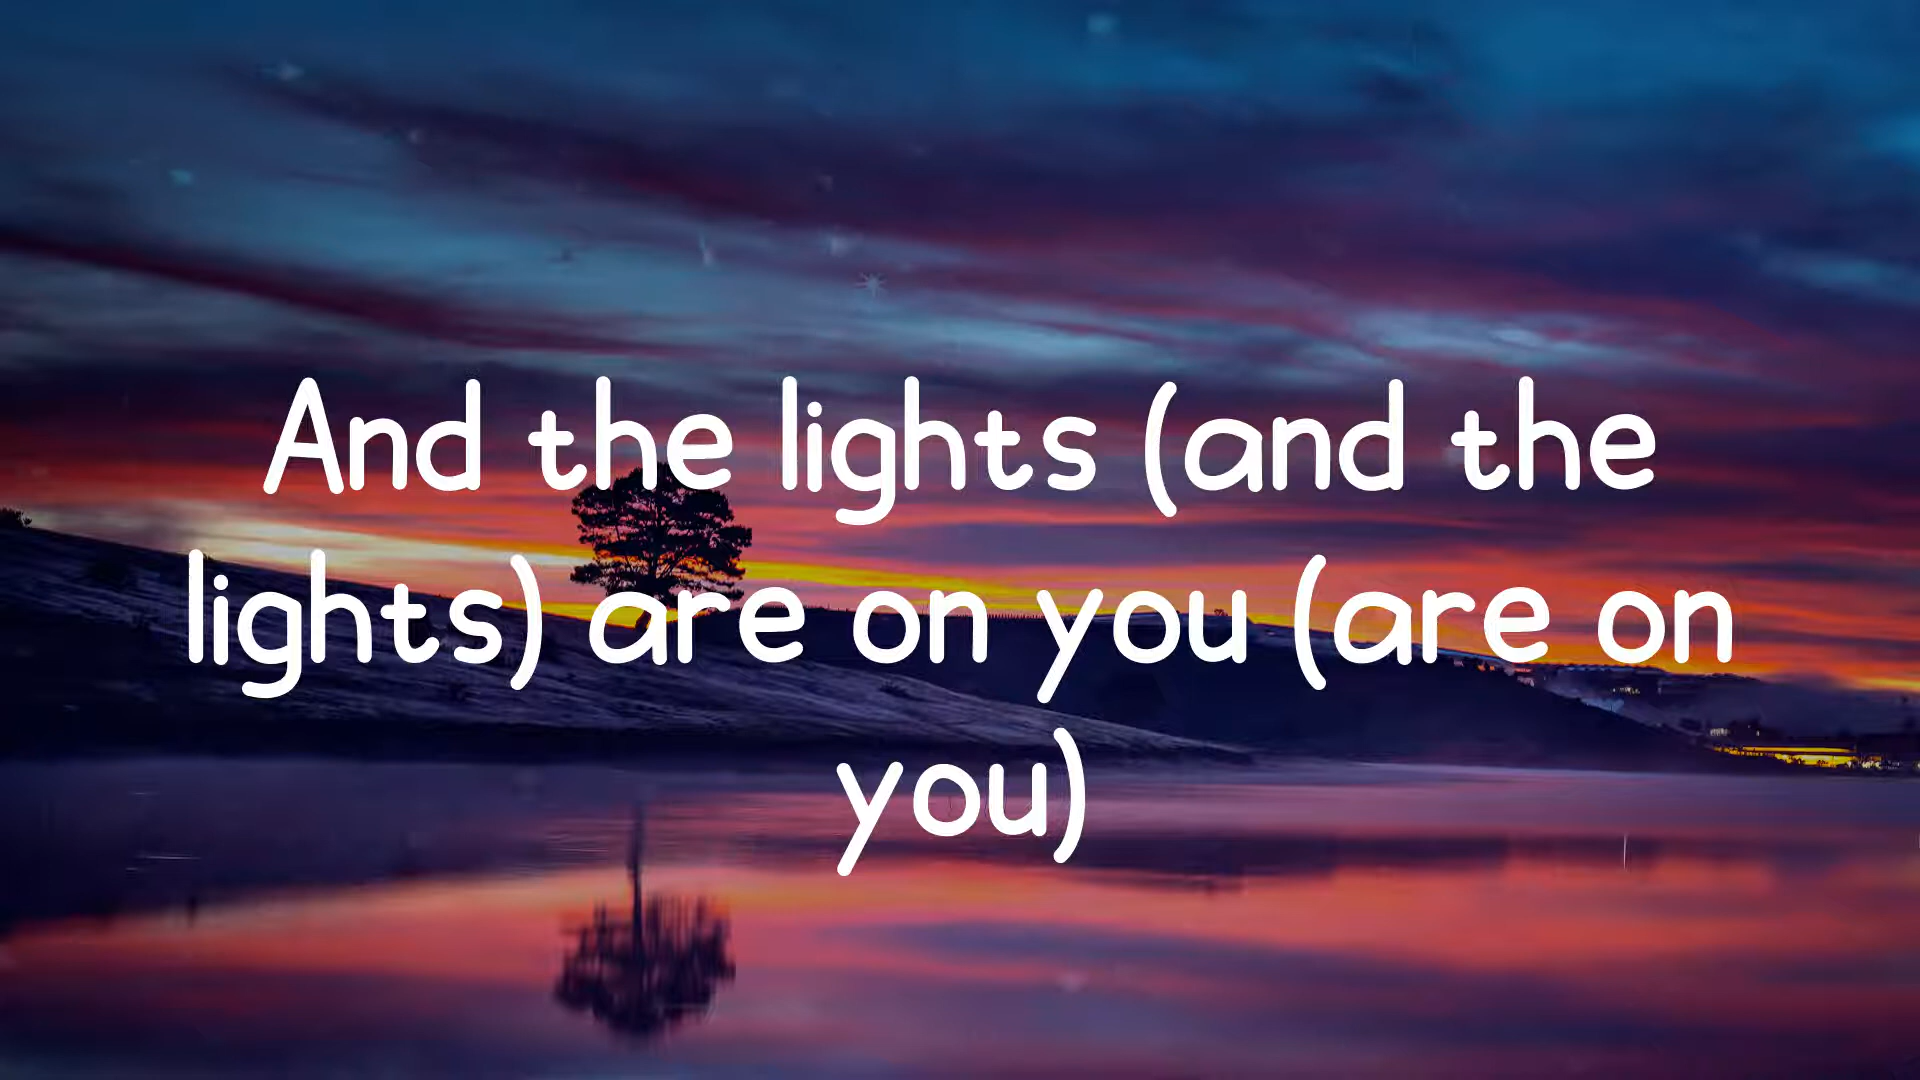 And the lights (and the
lights) are on you (are on
you)